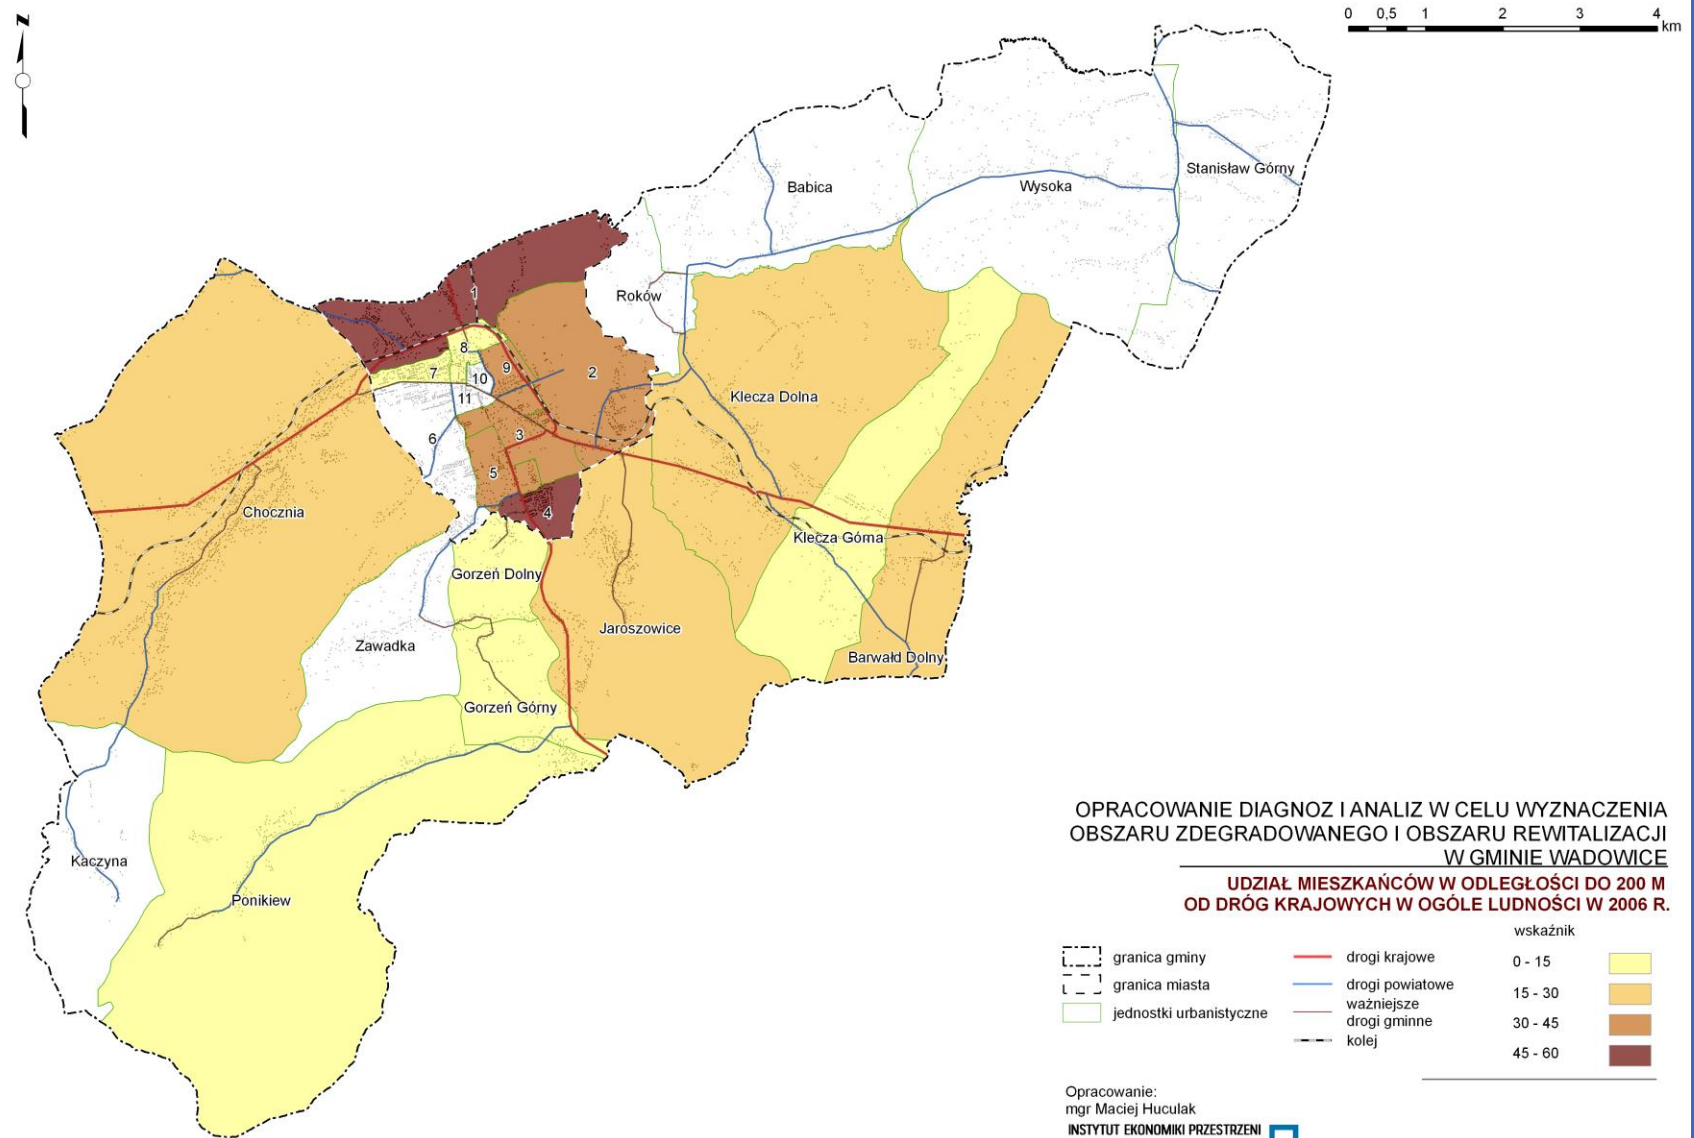 N
0 0,5 1 2 3 4
km
Stanisław Górny
Babica
Wysoka
Roków
1
8
9
2
7
10
11
Klecza Dolna
6
3
5
Chocznia
4
Klecza Górna
Gorzeń Dolny
Jaroszowice
Zawadka
Barwałd Dolny
Gorzeń Górny
Kaczyna
Ponikiew
OPRACOWANIE DIAGNOZ I ANALIZ W CELU WYZNACZENIA
OBSZARU ZDEGRADOWANEGO I OBSZARU REWITALIZACJI
W GMINIE WADOWICE
UDZIAŁ MIESZKAŃCÓW W ODLEGŁOŚCI DO 200 M
OD DRÓG KRAJOWYCH W OGÓLE LUDNOŚCI W 2006 R.
granica gminy
granica miasta
jednostki urbanistyczne
drogi krajowe
drogi powiatowe
ważniejsze
drogi gminne
kolej
wskaźnik
0 - 15
15 - 30
30 - 45
45 - 60
Opracowanie:
mgr Maciej Huculak
INSTYTUT EKONOMIKI PRZESTRZENI